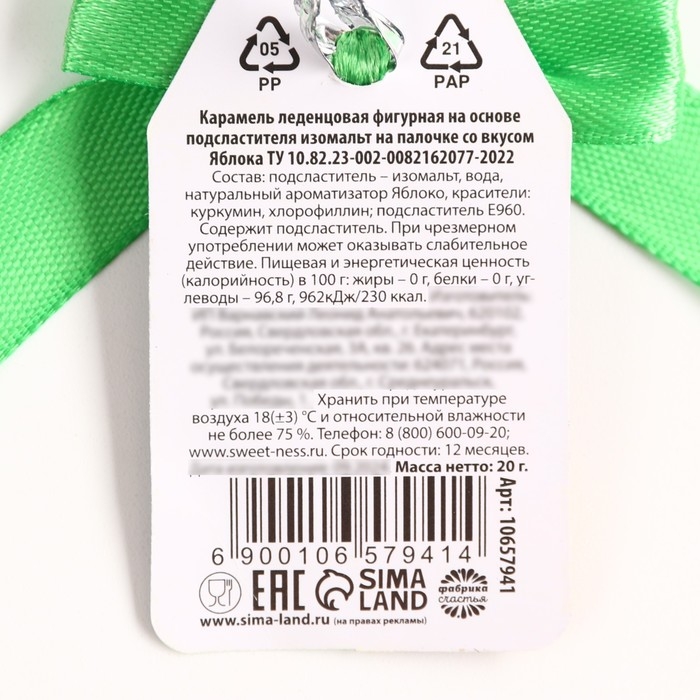 05
PP
21
PAP
Карамель леденцовая фигурная на основе
подсластителя изомальт на палочке со вкусом
Яблока ТУ 10.82.23-002-0082162077-2022
Состав: подсластитель – изомальт, вода,
натуральный ароматизатор Яблоко, красители:
куркумин, хлорофиллин; подсластитель Е960.
Содержит подсластитель. При чрезмерном
употреблении может оказывать слабительное
действие. Пищевая и энергетическая ценность
(калорийность) в 100 г: жиры – 0 г, белки – 0 г, уг-
леводы – 96,8 г, 962кДж/230 ккал.
Хранить при температуре
воздуха 18(±3) °С и относительной влажности
не более 75 %. Телефон: 8 (800) 600-09-20;
www.sweet-ness.ru. Срок годности: 12 месяцев.
Масса нетто: 20 г.
Арт: 10657941
6 900106 579414
EAC SIMA LAND фабрика счастья
www.sima-land.ru (на правах рекламы)